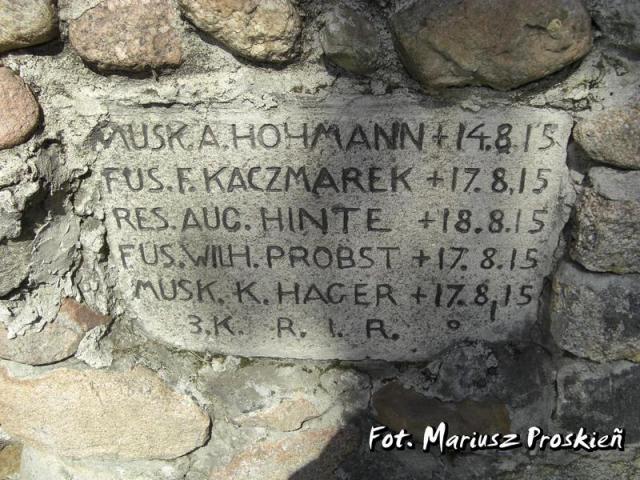 MUSK. A. HOHMANN + 14.8.15
FUS. F. KACZMAREK + 17.8.15
RES. AUG. HINTE + 18.8.15
FUS. WILH. PROBST + 17.8.15
MUSK. K. HAGER + 17.8.15
3. K. R. I. R.
Fot. Mariusz Proskień